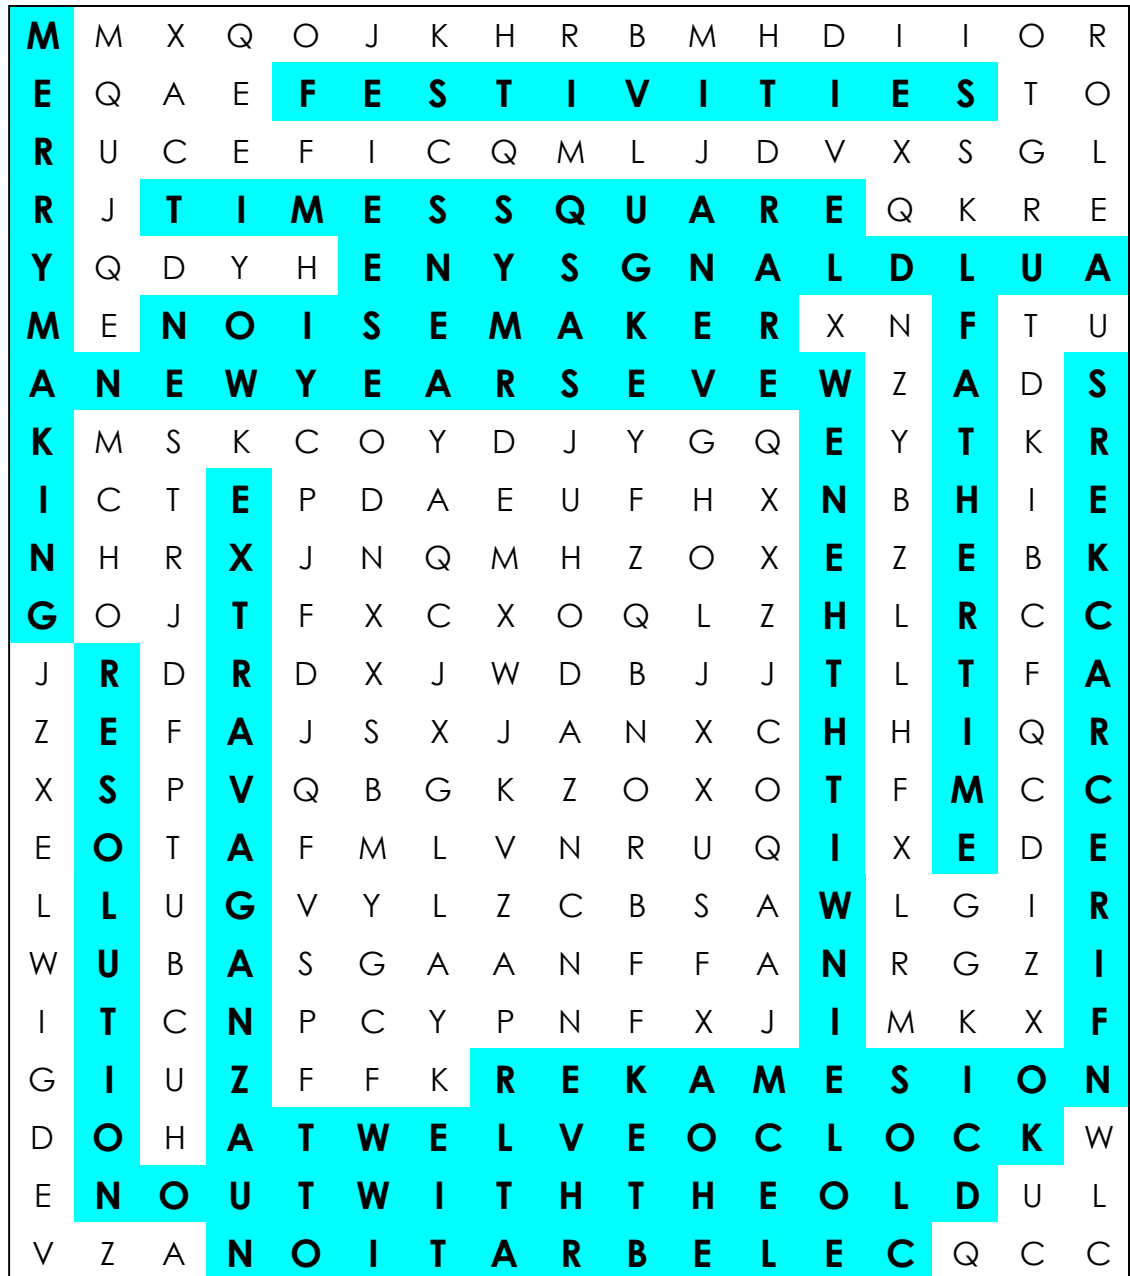 M M X Q O J K H R B M H D I I O R
E Q A E F E S T I V I T I E S T O
R U C E F I C Q M L J D V X S G L
R J T I M E S S Q U A R E Q K R E
Y Q D Y H E N Y S G N A L D L U A
M E N O I S E M A K E R X N F T U
A N E W Y E A R S E V E W Z A D S
K M S K C O Y D J Y G Q E Y T K R
I C T E P D A E U F H X N B H I E
N H R X J N Q M H Z O X E Z E B K
G O J T F X C X O Q L Z H L R C C
J R D R D X J W D B J J T L T F A
Z E F A J S X J A N X C H H I Q R
X S P V Q B G K Z O X O T F M C C
E O T A F M L V N R U Q I X E D E
L L U G V Y L Z C B S A W L G I R
W U B A S G A A N F F A N R G Z I
I T C N P C Y P N F X J I M K X F
G I U Z F F K R E K A M E S I O N
D O H A T W E L V E O C L O C K W
E N O U T W I T H T H E O L D U L
V Z A N O I T A R B E L E C Q C C